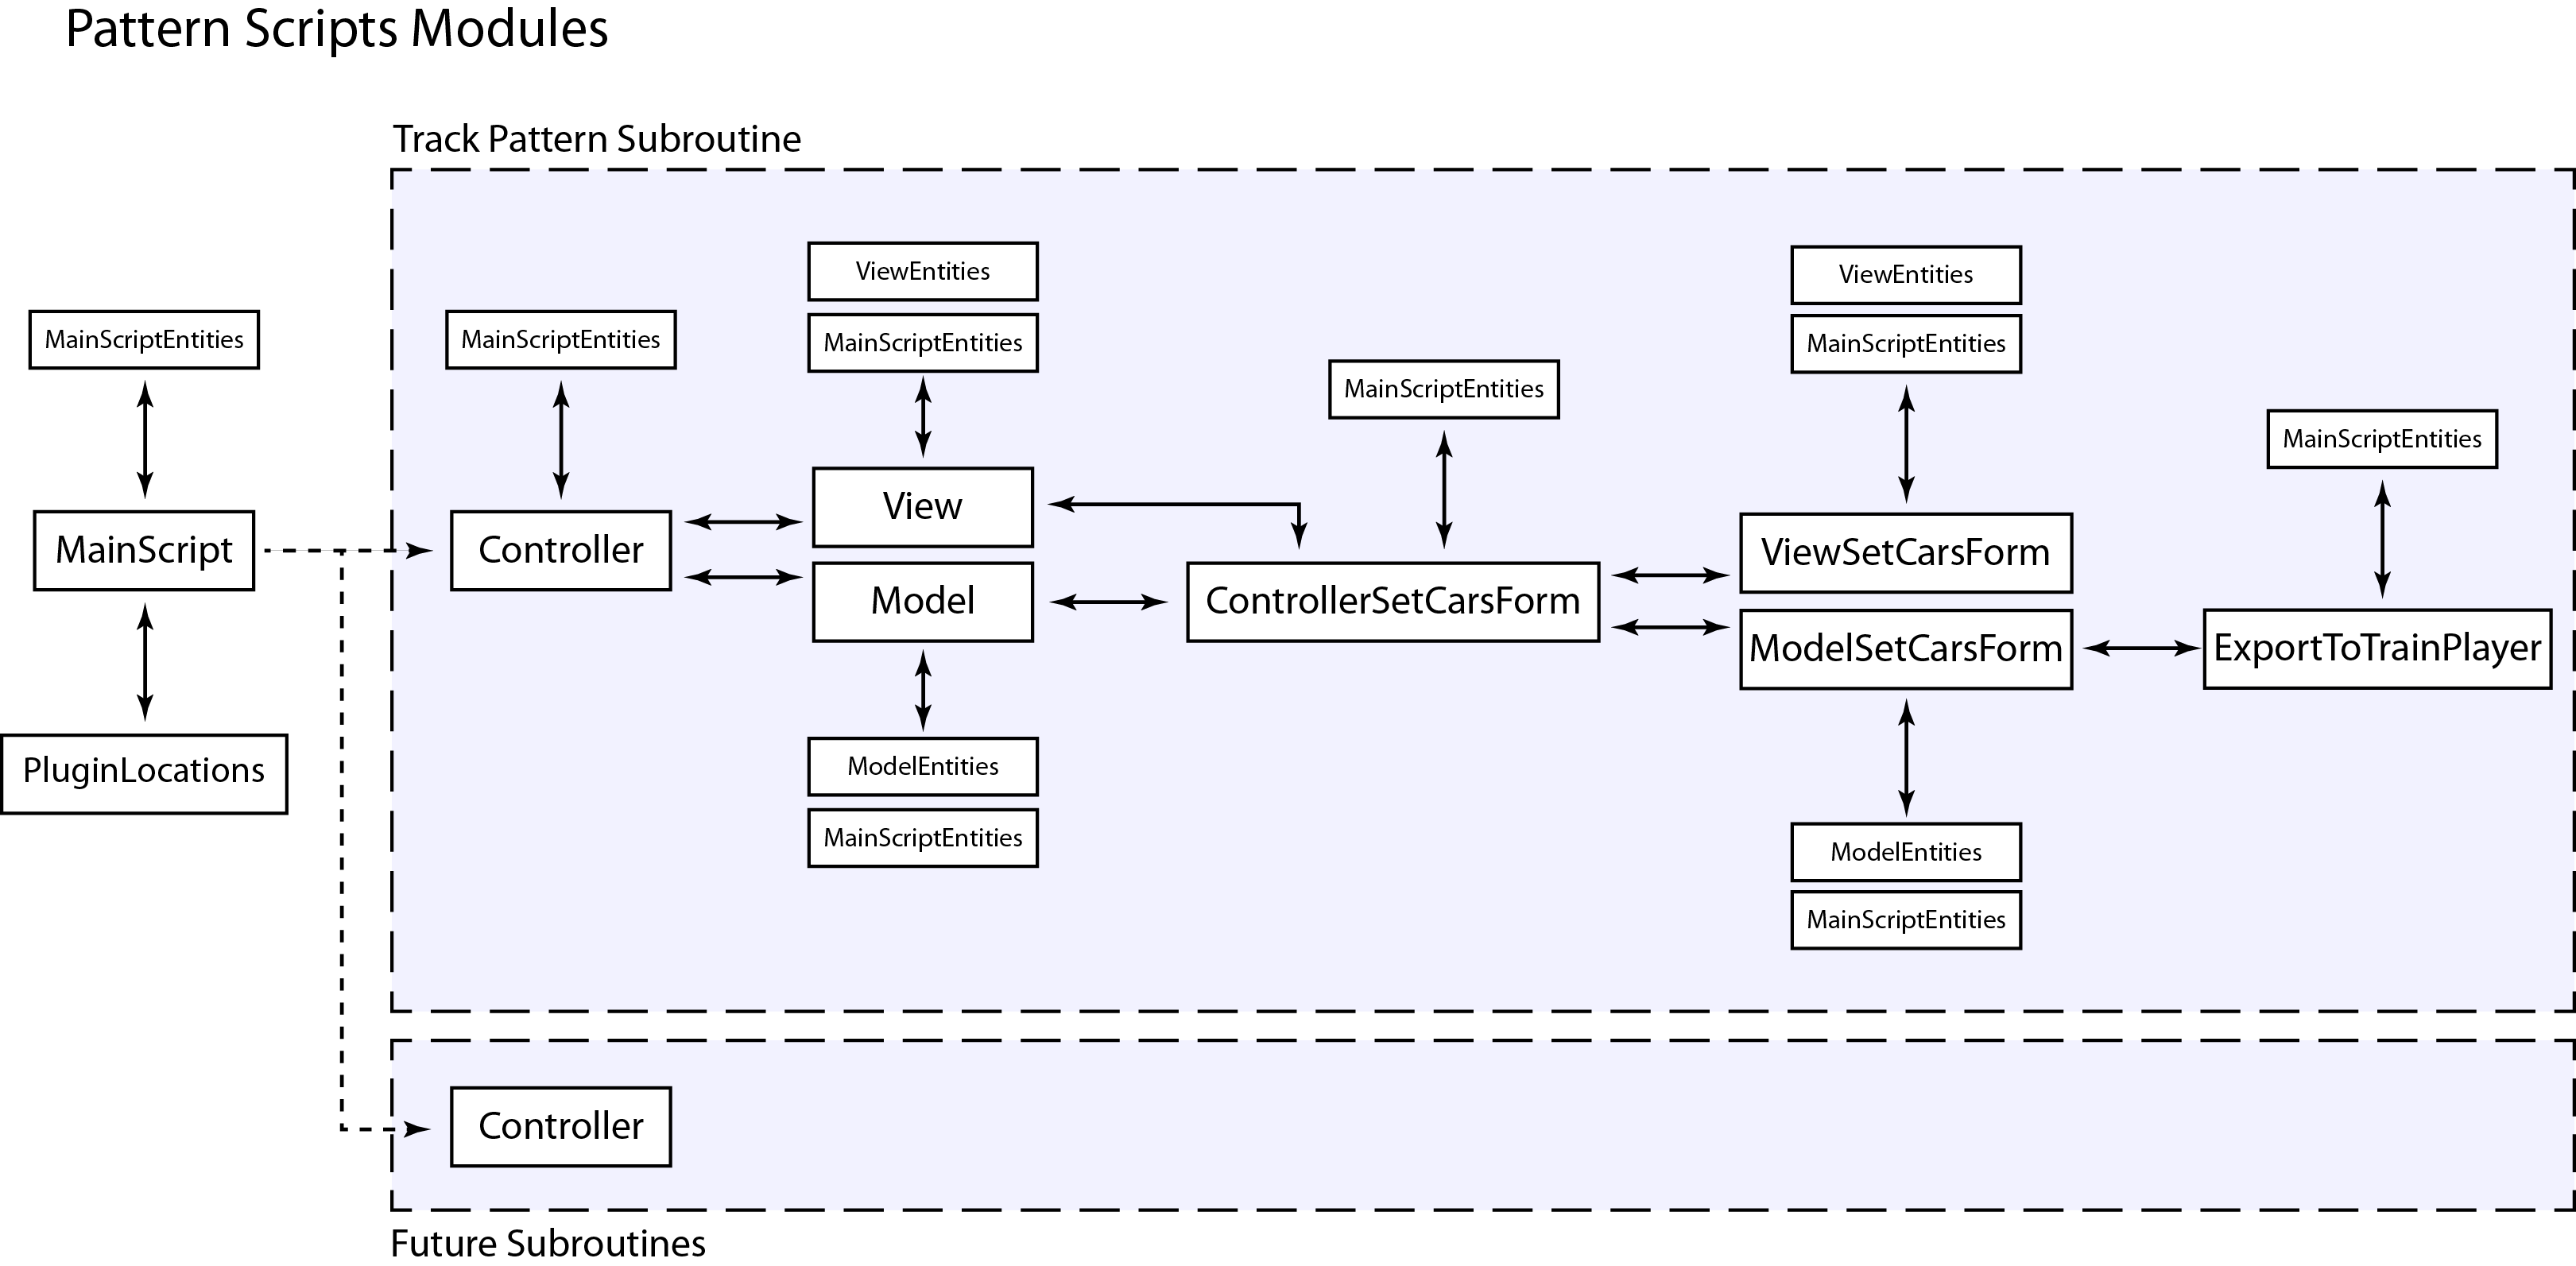 Pattern Scripts Modules
Track Pattern Subroutine
ViewEntities
ViewEntities
MainScriptEntities
MainScriptEntities
MainScriptEntities
MainScriptEntities
MainScriptEntities
MainScriptEntities
View
MainScript
Controller
ViewSetCarsForm
Model
ControllerSetCarsForm
ModelSetCarsForm
ExportToTrainPlayer
PluginLocations
ModelEntities
MainScriptEntities
ModelEntities
MainScriptEntities
Controller
Future Subroutines